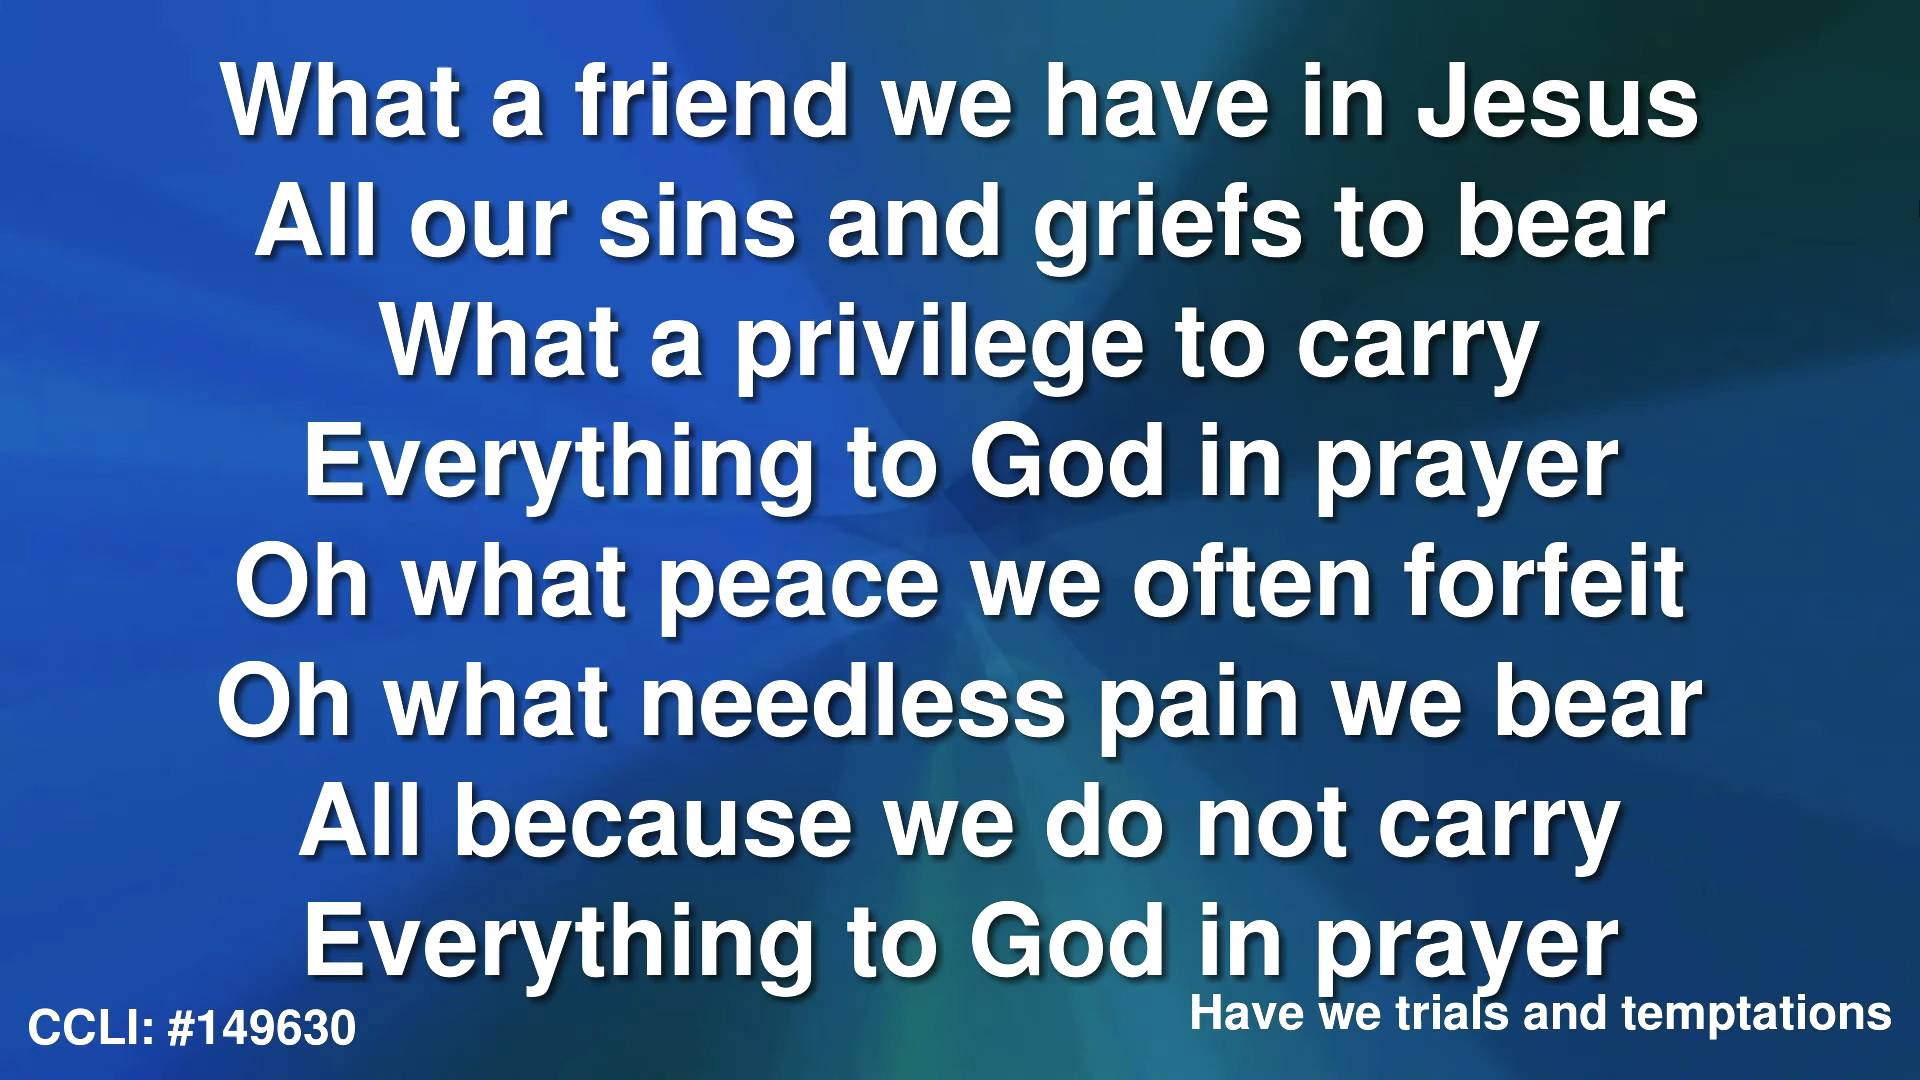 What a friend we have in Jesus
All our sins and griefs to bear
What a privilege to carry
Everything to God in prayer
Oh what peace we often forfeit
Oh what needless pain we bear
All because we do not carry
Everything to God in prayer
Have we trials and temptations
CCLI: #149630